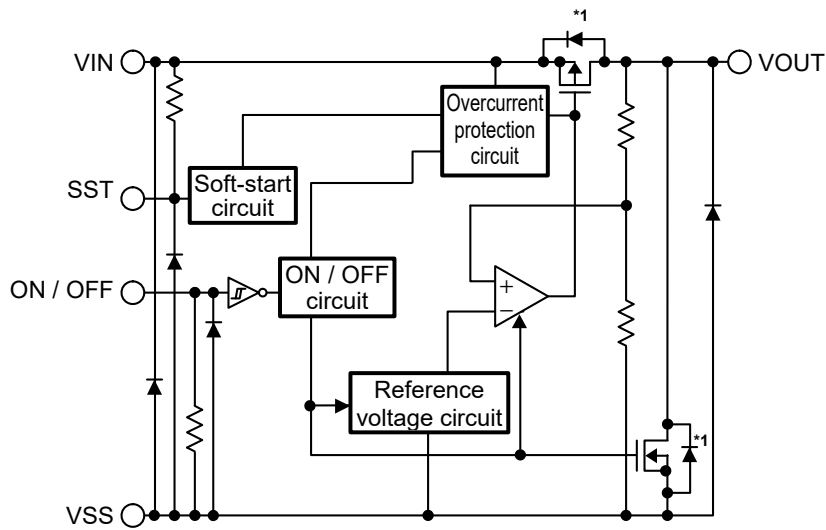 *1
VIN
VOUT
Overcurrent
protection
circuit
SST
Soft-start
circuit
ON / OFF
ON / OFF
circuit
+
−
Reference
voltage circuit
*1
VSS